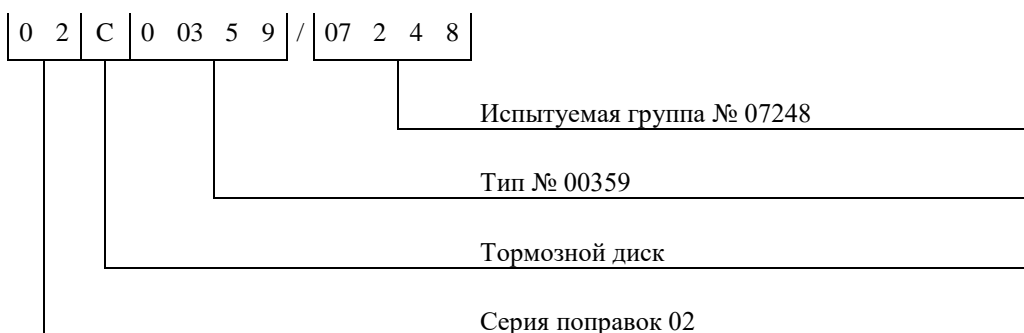 0 2 C 0 03 5 9 / 07 2 4 8
Испытуемая группа № 07248
Тип № 00359
Тормозной диск
Серия поправок 02